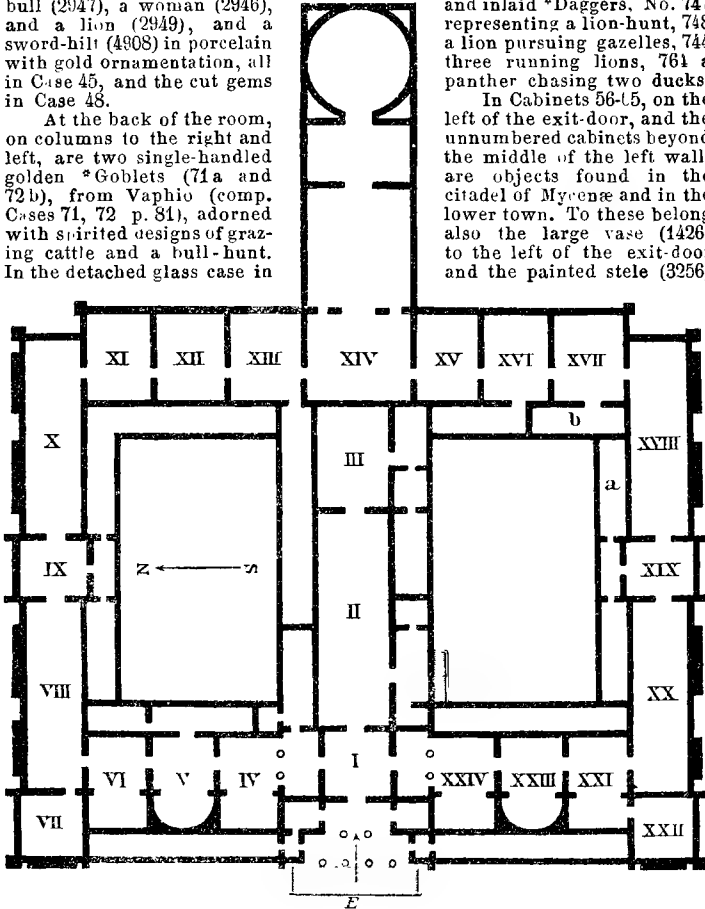 bull (2947), a woman (2946),
and a lion (2949), and a
sword-hilt (4908) in porcelain
with gold ornamentation, all
in Case 45, and the cut gems
in Case 48.
At the back of the room,
on columns to the right and
left, are two single-handled
golden *Goblets (71a and
72b), from Vaphio (comp.
Cases 71, 72 p. 81), adorned
with spirited designs of graz-
ing cattle and a bull-hunt.
In the detached glass case in
and inlaid *Daggers, No. 747
representing a lion-hunt, 748
a lion pursuing gazelles, 744
three running lions, 764 a
panther chasing two ducks
In Cabinets 56-65, on the
left of the exit-door, and the
unnumbered cabinets beyond
the middle of the left wall
are objects found in the
citadel of Mycenæ and in the
lower town. To these belong
also the large vase (1426)
to the left of the exit-door
and the painted stele (3256)
XI XII XIII XIV XV XVI XVII
b
X III XVIII
a
IX N S XIX
II
VIII XX
I
VI V IV XXIV XXIII XXI
VII XXII
E